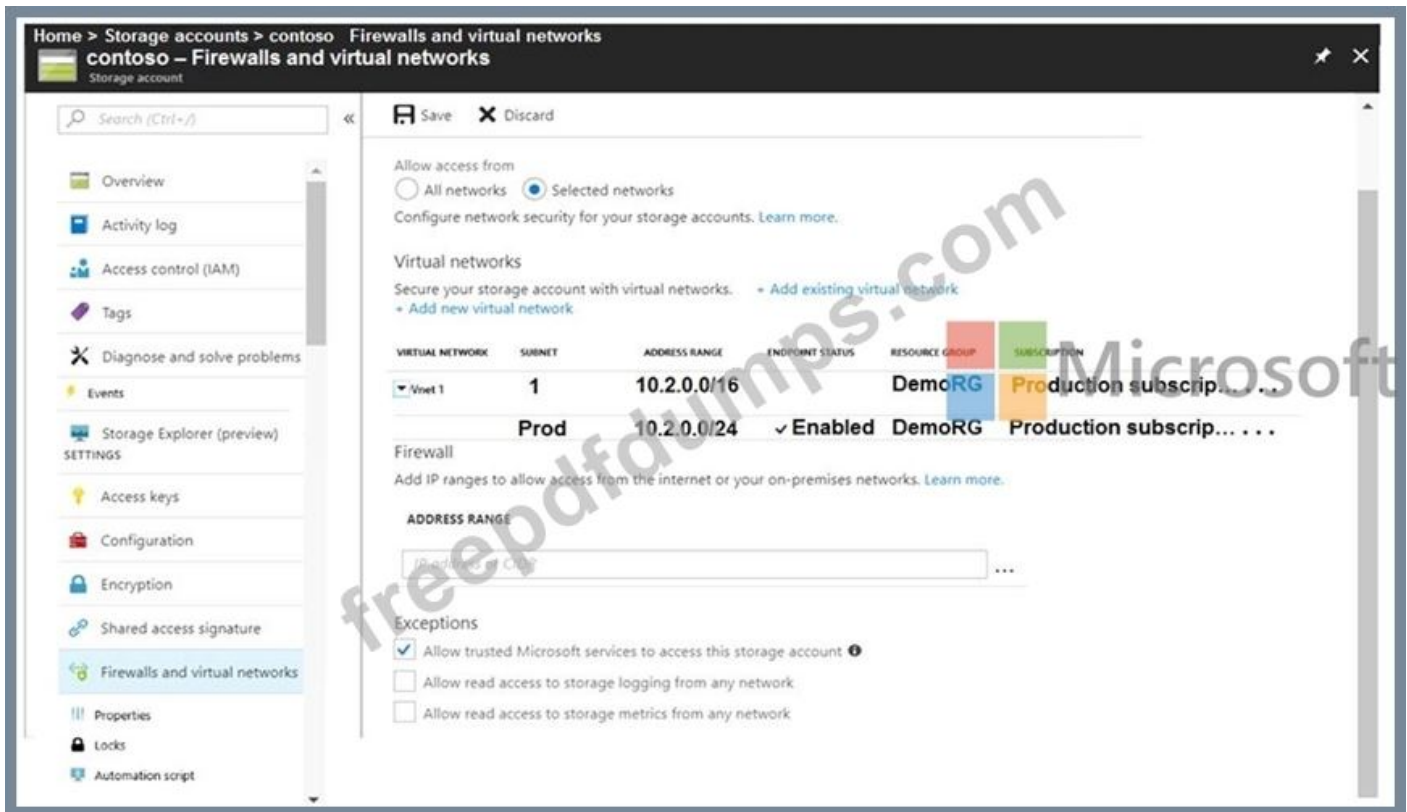 Home > Storage accounts > contoso Firewalls and virtual networks
contoso – Firewalls and virtual networks
Storage account
Search (Ctrl+/)
Overview
Activity log
Access control (IAM)
Tags
Diagnose and solve problems
Events
Storage Explorer (preview)
SETTINGS
Access keys
Configuration
Encryption
Shared access signature
Firewalls and virtual networks
Properties
Locks
Automation script
Save Discard
Allow access from
All networks Selected networks
Configure network security for your storage accounts. Learn more.
Virtual networks
Secure your storage account with virtual networks. + Add existing virtual network
+ Add new virtual network
VIRTUAL NETWORK SUBNET ADDRESS RANGE ENDPOINT STATUS RESOURCE GROUP SUBSCRIPTION
Vnet 1 1 10.2.0.0/16 DemoRG Production subscrip... . . .
Prod 10.2.0.0/24 Enabled DemoRG Production subscrip... . . .
Firewall
Add IP ranges to allow access from the internet or your on-premises networks. Learn more.
ADDRESS RANGE
IP address or CIDR
...
Exceptions
Allow trusted Microsoft services to access this storage account
Allow read access to storage logging from any network
Allow read access to storage metrics from any network
freepdfdumps.com
Microsoft